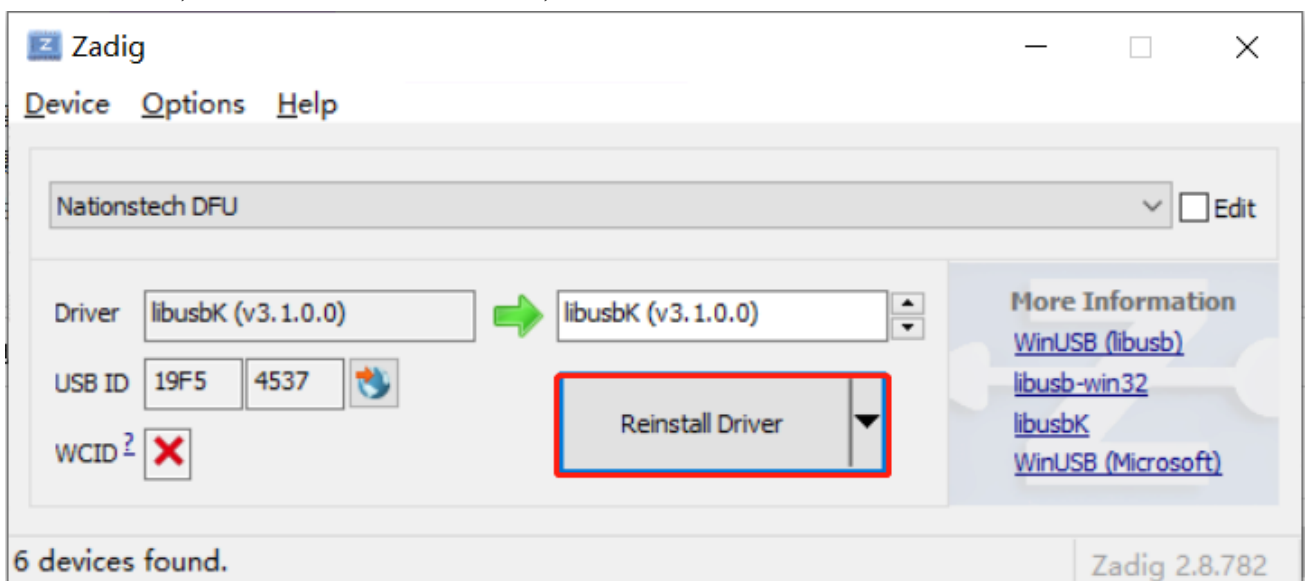 Zadig
Device Options Help
Nationstech DFU
Edit
Driver libusbK (v3.1.0.0) libusbK (v3.1.0.0)
USB ID 19F5 4537
WCID ?
Reinstall Driver
More Information
WinUSB (libusb)
libusb-win32
libusbK
WinUSB (Microsoft)
6 devices found.
Zadig 2.8.782